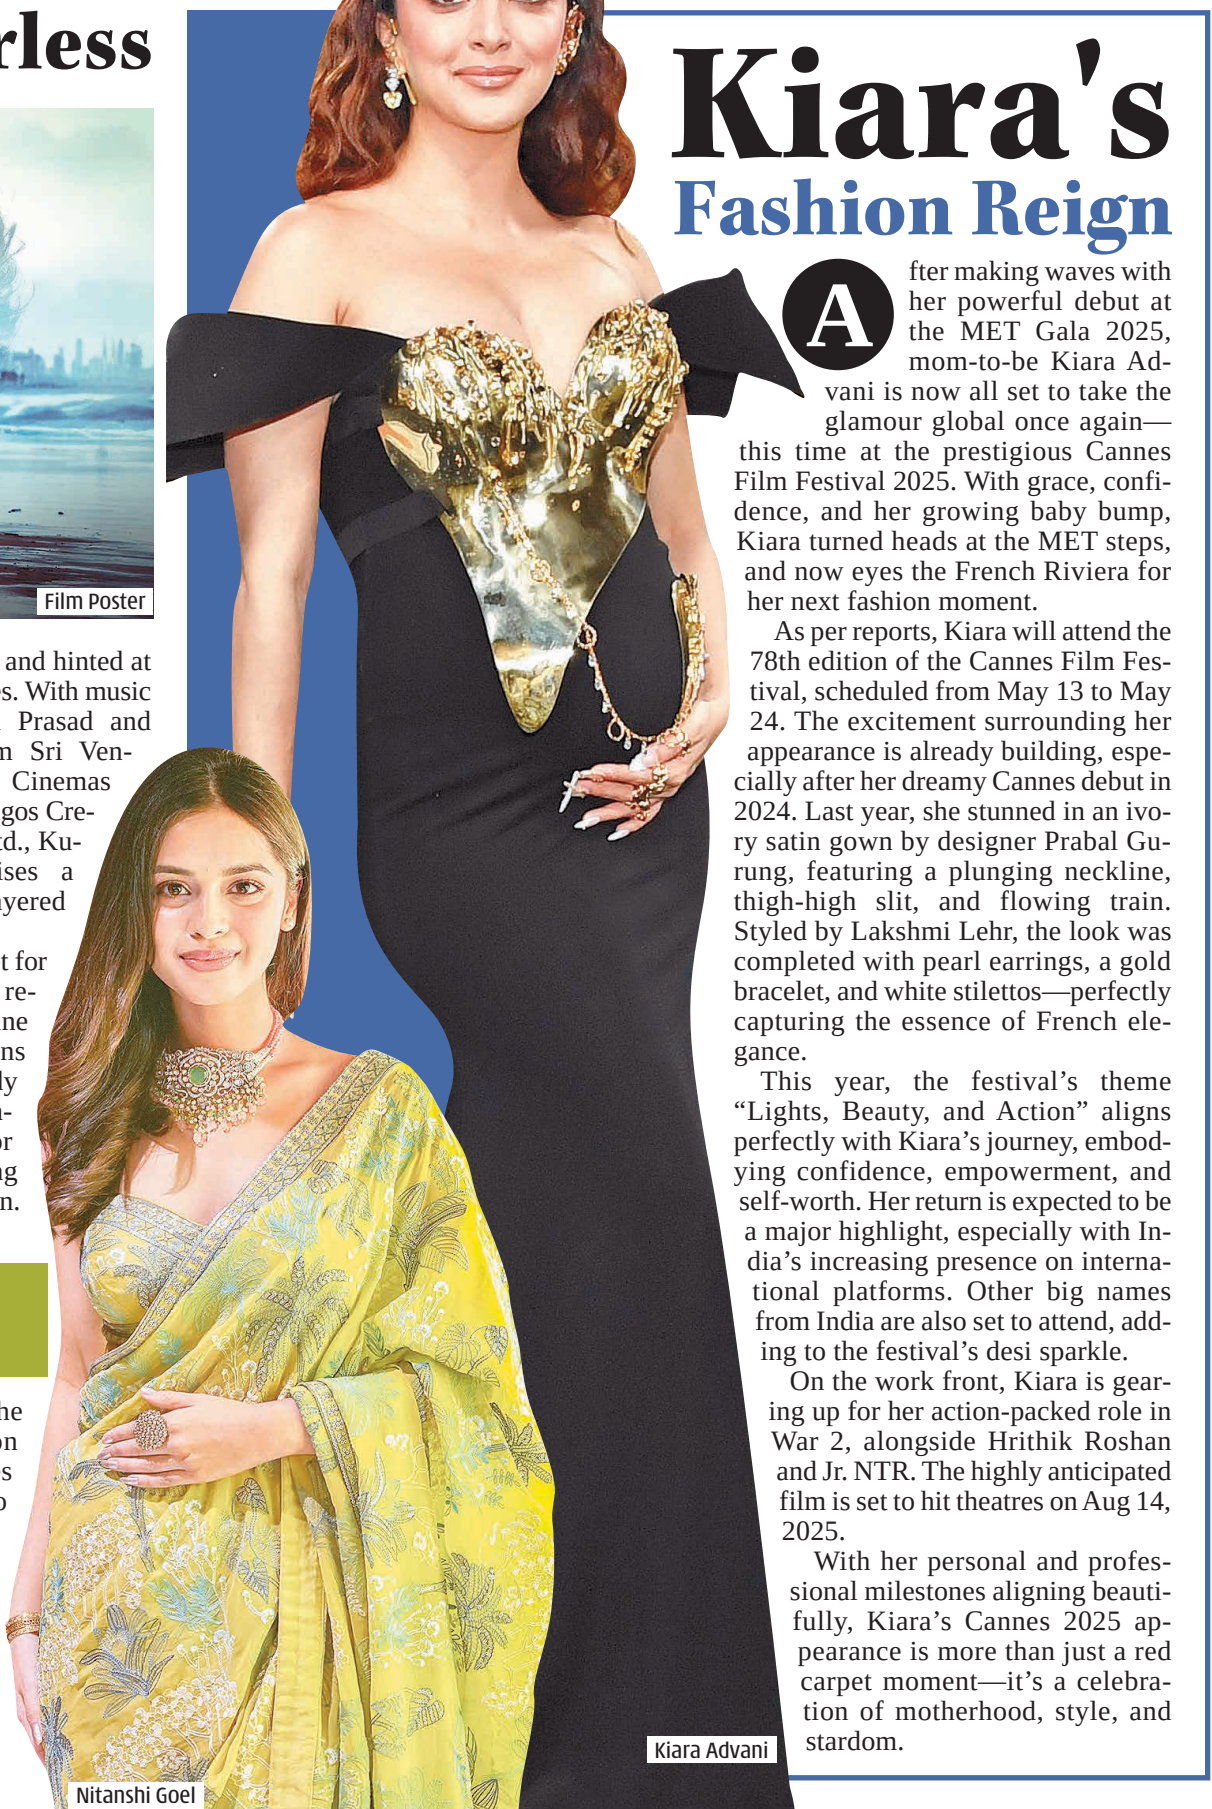 rless
Film Poster
and hinted at
es. With music
Prasad and
m Sri Ven-
Cinemas
gos Cre-
td., Ku-
ises a
ayered
t for
re-
ine
ns
ly
n-
or
ng
n.
he
on
es
o
Nitanshi Goel
Kiara's
Fashion Reign
After making waves with
her powerful debut at
the MET Gala 2025,
mom-to-be Kiara Ad-
vani is now all set to take the
glamour global once again—
this time at the prestigious Cannes
Film Festival 2025. With grace, confi-
dence, and her growing baby bump,
Kiara turned heads at the MET steps,
and now eyes the French Riviera for
her next fashion moment.
As per reports, Kiara will attend the
78th edition of the Cannes Film Fes-
tival, scheduled from May 13 to May
24. The excitement surrounding her
appearance is already building, espe-
cially after her dreamy Cannes debut in
2024. Last year, she stunned in an ivo-
ry satin gown by designer Prabal Gu-
rung, featuring a plunging neckline,
thigh-high slit, and flowing train.
Styled by Lakshmi Lehr, the look was
completed with pearl earrings, a gold
bracelet, and white stilettos—perfectly
capturing the essence of French ele-
gance.
This year, the festival’s theme
“Lights, Beauty, and Action” aligns
perfectly with Kiara’s journey, embod-
ying confidence, empowerment, and
self-worth. Her return is expected to be
a major highlight, especially with In-
dia’s increasing presence on interna-
tional platforms. Other big names
from India are also set to attend, add-
ing to the festival’s desi sparkle.
On the work front, Kiara is gear-
ing up for her action-packed role in
War 2, alongside Hrithik Roshan
and Jr. NTR. The highly anticipated
film is set to hit theatres on Aug 14,
2025.
With her personal and profes-
sional milestones aligning beauti-
fully, Kiara’s Cannes 2025 ap-
pearance is more than just a red
carpet moment—it’s a celebra-
tion of motherhood, style, and
stardom.
Kiara Advani